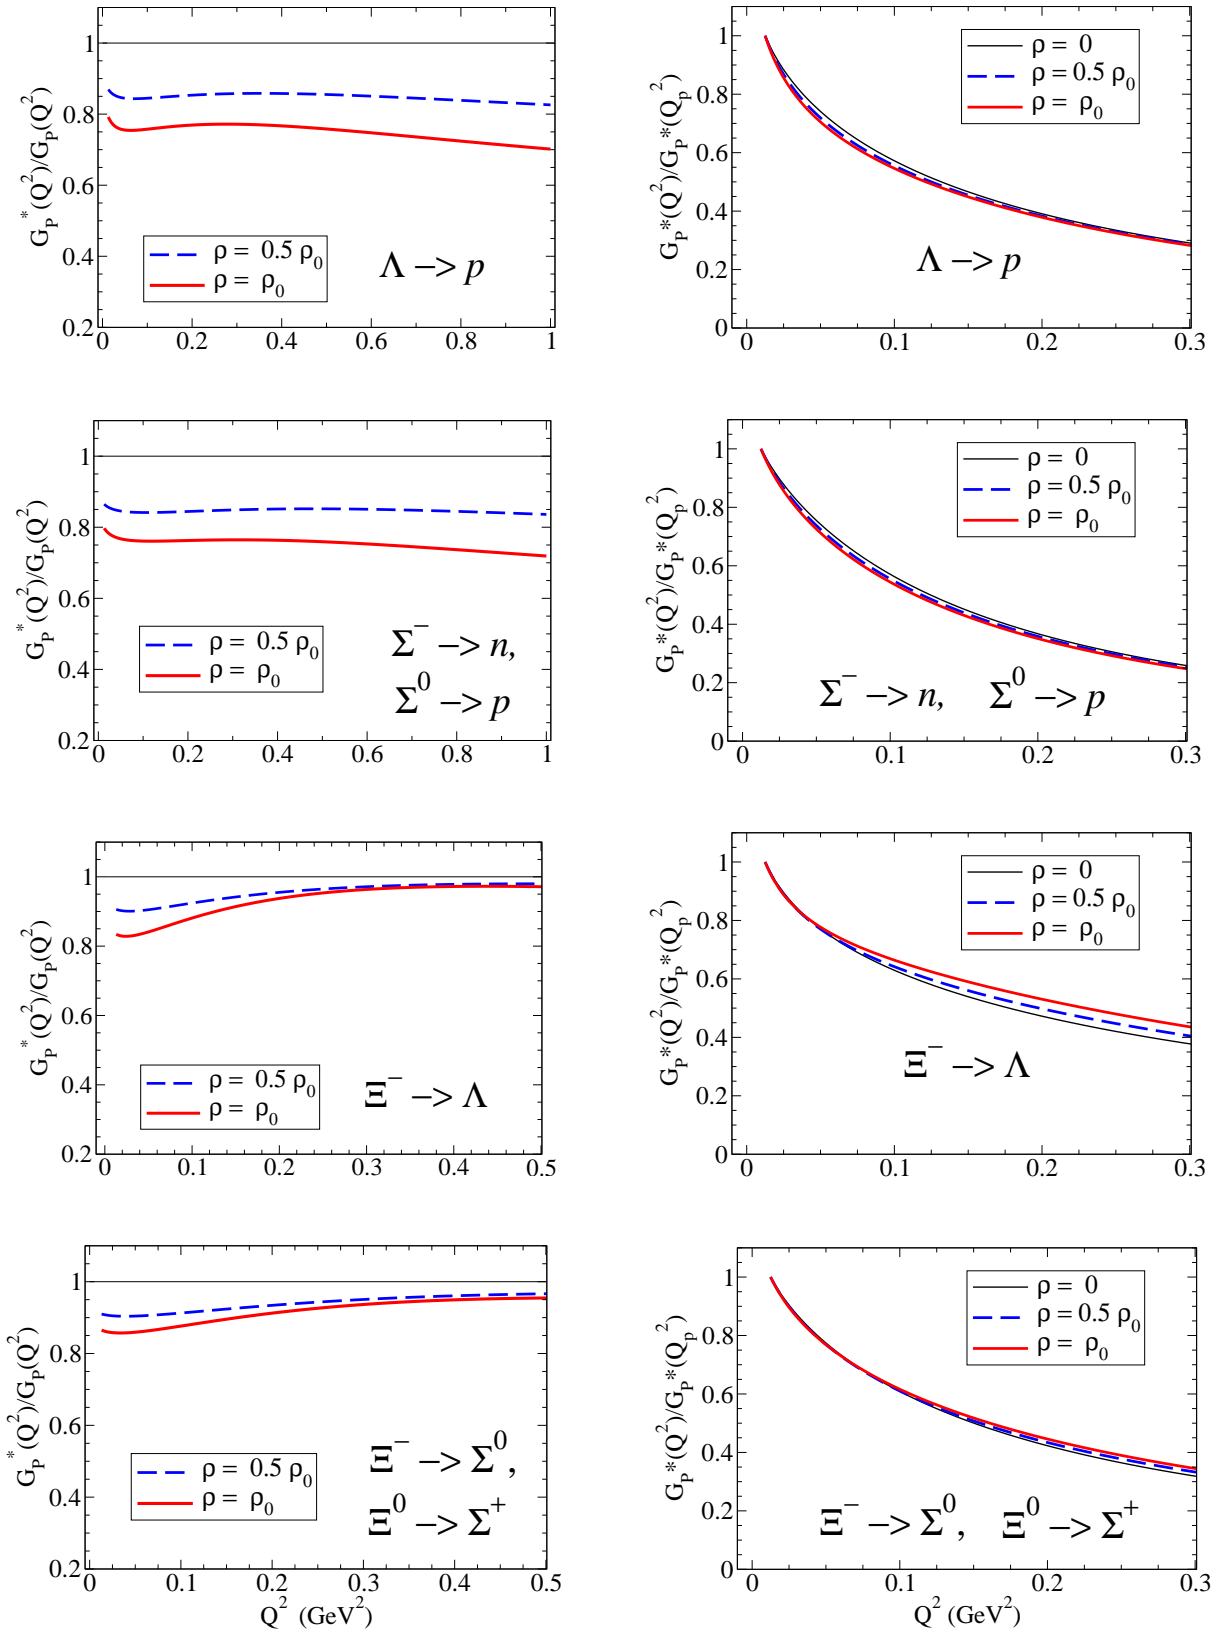 1
0.8
0.6
0.4
0.2
0 0.2 0.4 0.6 0.8 1
G_P^*(Q^2)/G_P(Q^2)
ρ = 0.5 ρ_0
ρ = ρ_0
Λ −> p
1
0.8
0.6
0.4
0.2
0
0 0.1 0.2 0.3
G_P*(Q^2)/G_P*(Q_p^2)
ρ = 0
ρ = 0.5 ρ_0
ρ = ρ_0
Λ −> p
1
0.8
0.6
0.4
0.2
0 0.2 0.4 0.6 0.8 1
G_P^*(Q^2)/G_P(Q^2)
ρ = 0.5 ρ_0
ρ = ρ_0
Σ^− −> n,
Σ^0 −> p
1
0.8
0.6
0.4
0.2
0
0 0.1 0.2 0.3
G_P*(Q^2)/G_P*(Q_p^2)
ρ = 0
ρ = 0.5 ρ_0
ρ = ρ_0
Σ^− −> n, Σ^0 −> p
1
0.8
0.6
0.4
0.2
0 0.1 0.2 0.3 0.4 0.5
G_P^*(Q^2)/G_P(Q^2)
ρ = 0.5 ρ_0
ρ = ρ_0
Ξ^− −> Λ
1
0.8
0.6
0.4
0.2
0
0 0.1 0.2 0.3
G_P*(Q^2)/G_P*(Q_p^2)
ρ = 0
ρ = 0.5 ρ_0
ρ = ρ_0
Ξ^− −> Λ
1
0.8
0.6
0.4
0.2
0 0.1 0.2 0.3 0.4 0.5
Q^2 (GeV^2)
G_P^*(Q^2)/G_P(Q^2)
ρ = 0.5 ρ_0
ρ = ρ_0
Ξ^− −> Σ^0,
Ξ^0 −> Σ^+
1
0.8
0.6
0.4
0.2
0
0 0.1 0.2 0.3
Q^2 (GeV^2)
G_P*(Q^2)/G_P*(Q_p^2)
ρ = 0
ρ = 0.5 ρ_0
ρ = ρ_0
Ξ^− −> Σ^0, Ξ^0 −> Σ^+